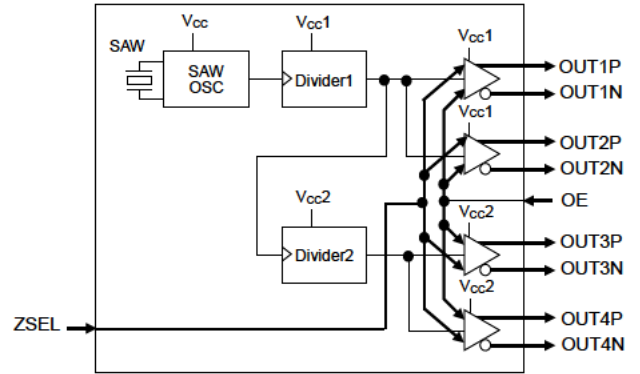 VCC
VCC1
VCC1
SAW
SAW
OSC
Divider1
OUT1P
OUT1N
VCC1
OUT2P
OUT2N
OE
VCC2
VCC2
Divider2
OUT3P
OUT3N
VCC2
ZSEL
OUT4P
OUT4N